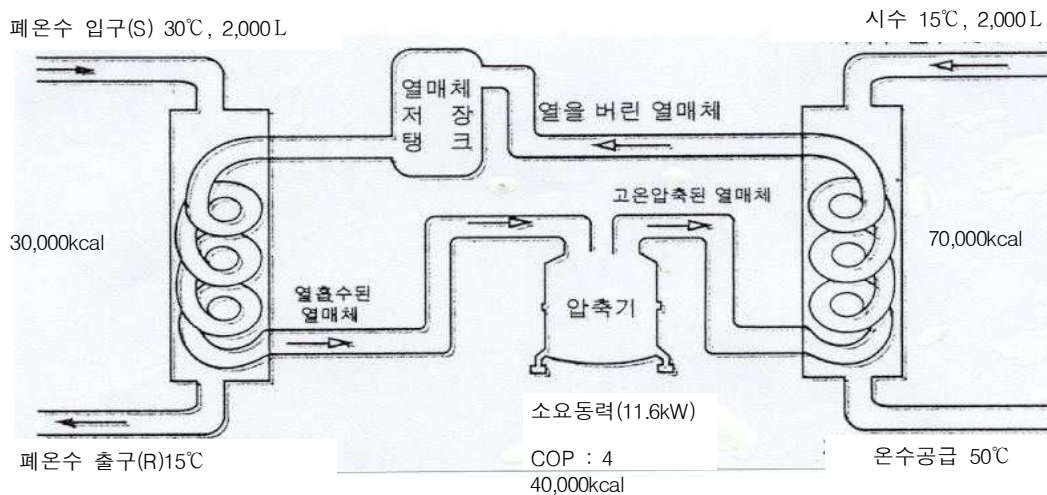 폐온수 입구(S) 30℃, 2,000L
시수 15℃, 2,000L
열매체
저 장
탱 크
열을 버린 열매체
고온압축된 열매체
30,000kcal
70,000kcal
열흡수된
열매체
압축기
소요동력(11.6kW)
폐온수 출구(R)15℃
온수공급 50℃
COP : 4
40,000kcal